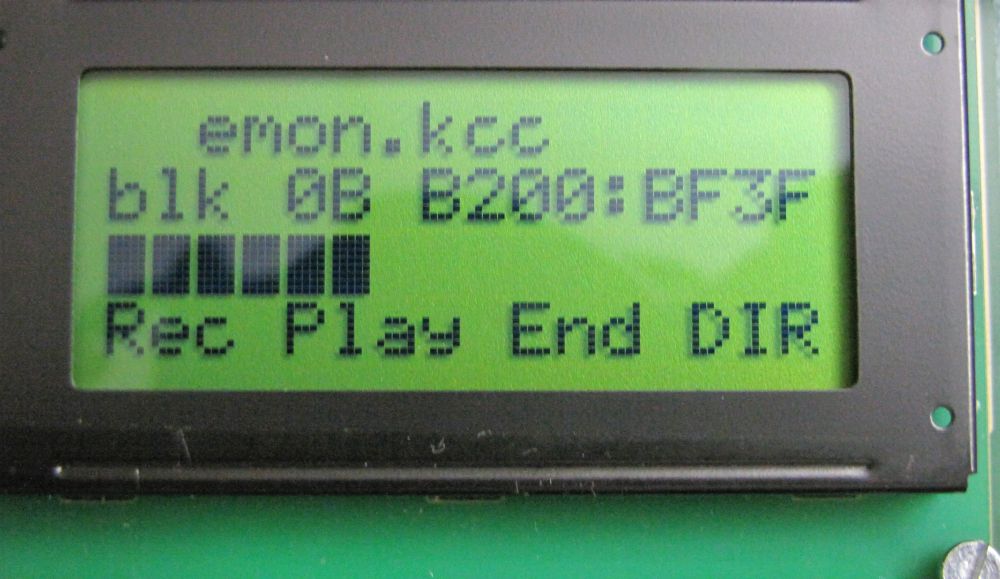 emon.kcc
blk 0B B200:BF3F
Rec Play End DIR